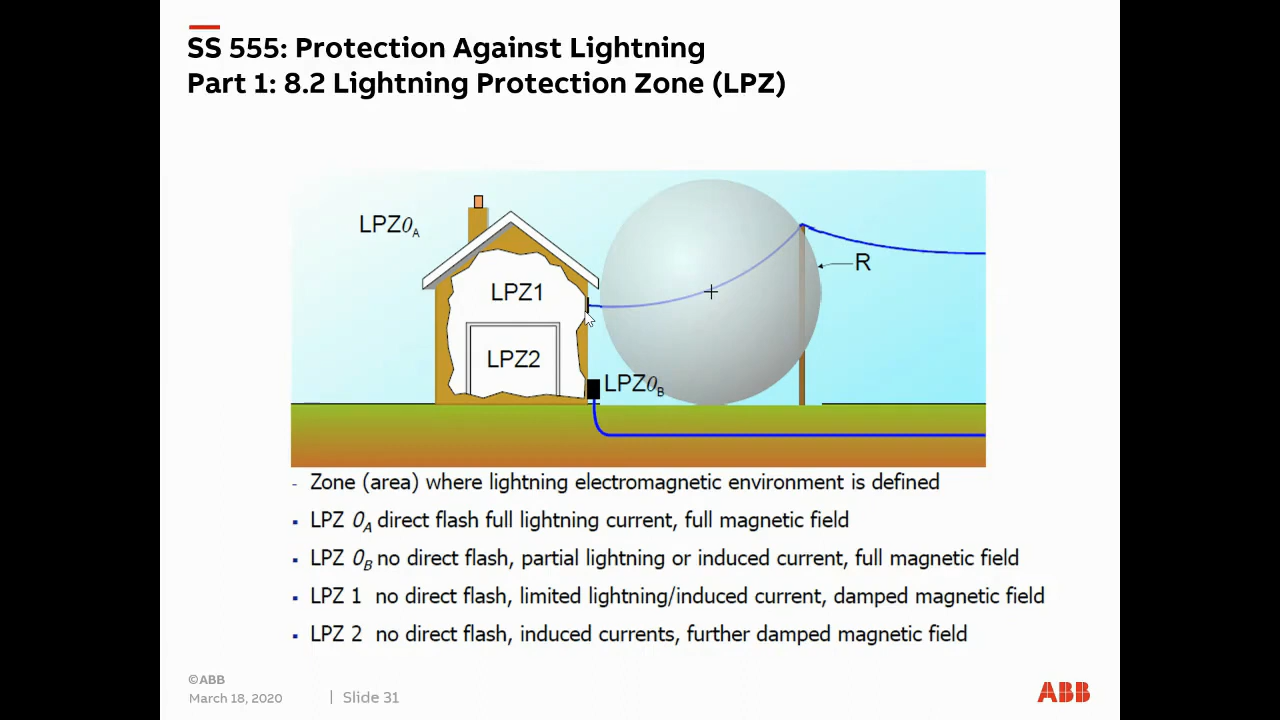 SS 555: Protection Against Lightning
Part 1: 8.2 Lightning Protection Zone (LPZ)
LPZ0A
R
LPZ1
LPZ2
LPZ0B
- Zone (area) where lightning electromagnetic environment is defined
▪ LPZ 0A direct flash full lightning current, full magnetic field
▪ LPZ 0B no direct flash, partial lightning or induced current, full magnetic field
▪ LPZ 1 no direct flash, limited lightning/induced current, damped magnetic field
▪ LPZ 2 no direct flash, induced currents, further damped magnetic field
©ABB
March 18, 2020 | Slide 31
ABB